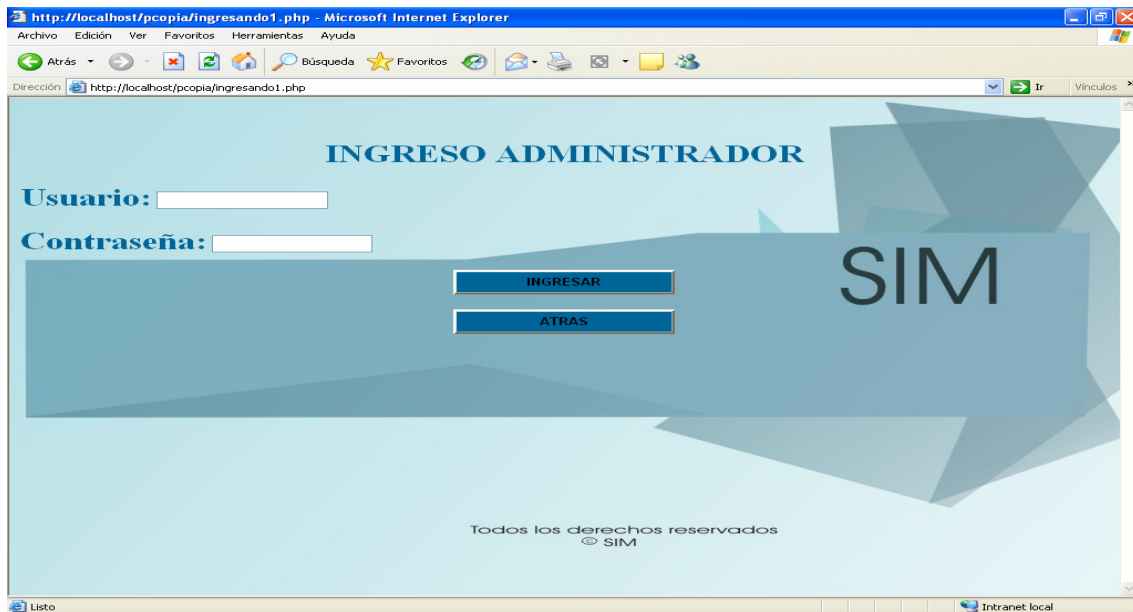 http://localhost/pcopia/ingresando1.php - Microsoft Internet Explorer
Archivo Edición Ver Favoritos Herramientas Ayuda
Atrás Búsqueda Favoritos
Dirección http://localhost/pcopia/ingresando1.php Ir Vínculos »
INGRESO ADMINISTRADOR
Usuario:
Contraseña:
SIM
INGRESAR
ATRAS
Todos los derechos reservados
© SIM
Listo Intranet local